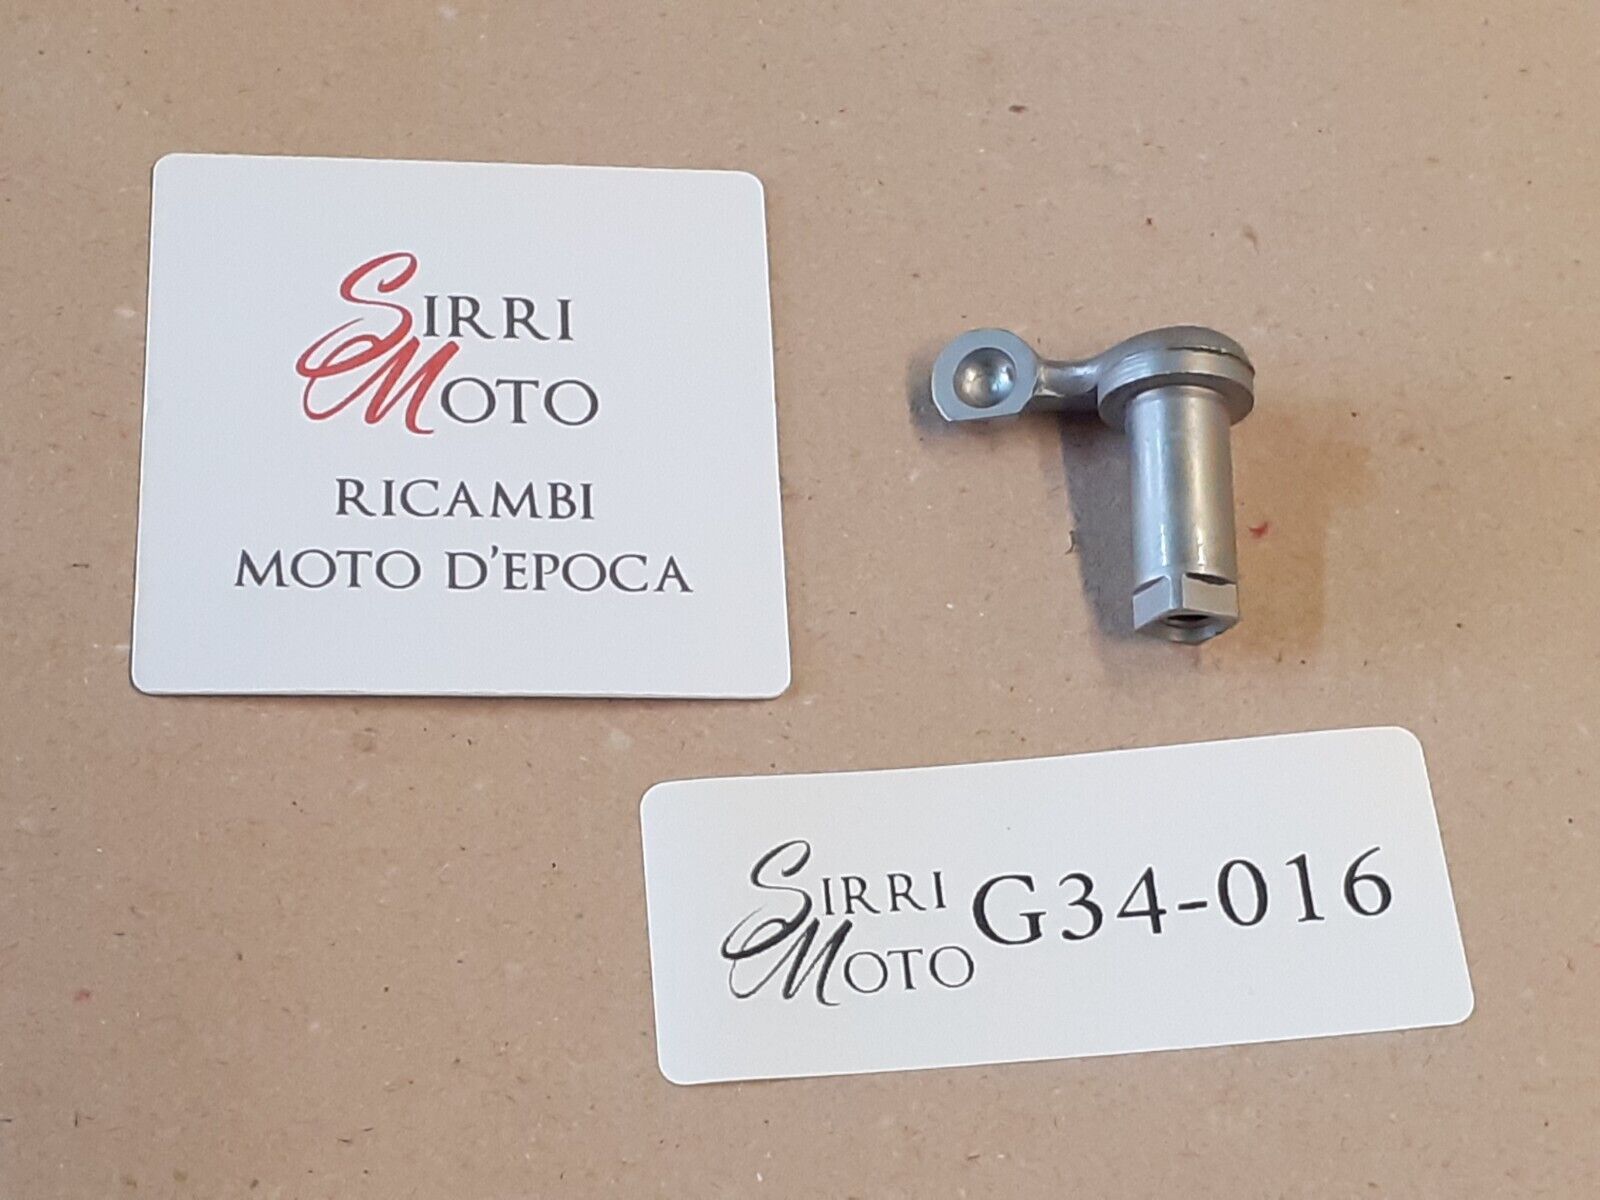 SIRRI
MOTO
RICAMBI
MOTO D'EPOCA
SIRRI
MOTO
G34-016